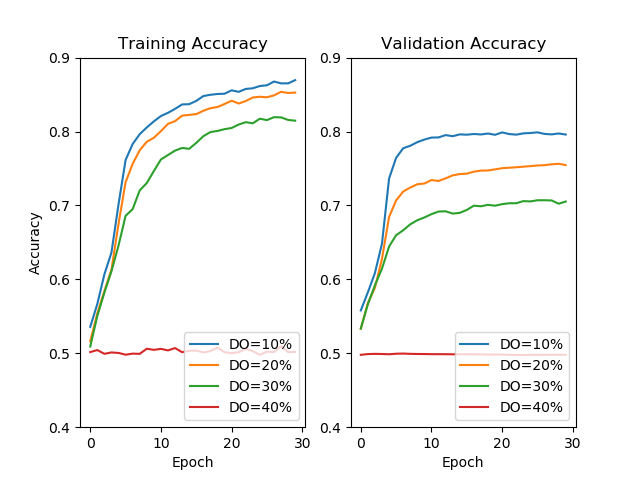 Training Accuracy
Accuracy
0.9
0.8
0.7
0.6
0.5
0.4
0
10
20
30
Epoch
DO=10%
DO=20%
DO=30%
DO=40%
Validation Accuracy
0.9
0.8
0.7
0.6
0.5
0.4
0
10
20
30
Epoch
DO=10%
DO=20%
DO=30%
DO=40%